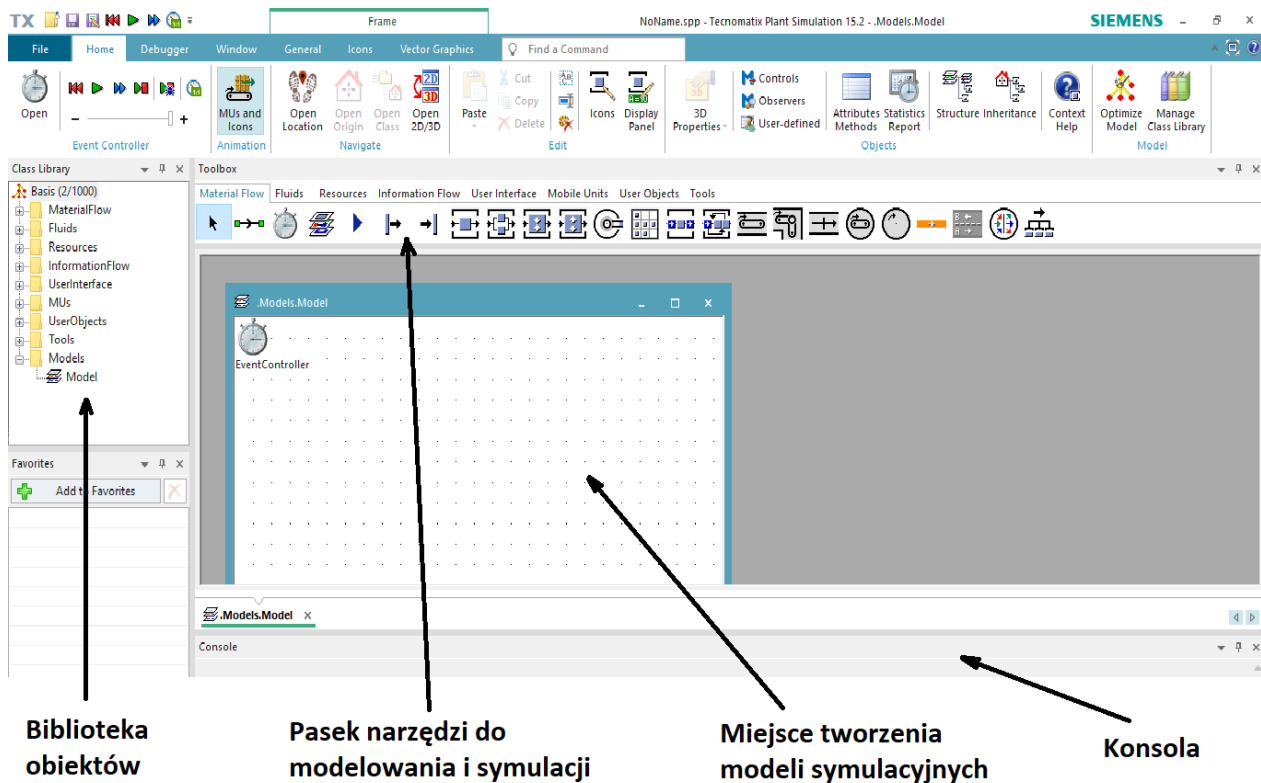 TX Frame NoName.spp - Tecnomatix Plant Simulation 15.2 - .Models.Model SIEMENS
File Home Debugger Window General Icons Vector Graphics Find a Command
Open MUs and Icons Open Location Open Origin Open Class Open 2D/3D 2D 3D Paste Cut Copy Delete Icons Display Panel 3D Properties Controls Observers User-defined Attributes Methods Statistics Report Structure Inheritance Context Help Optimize Model Manage Class Library
Event Controller Animation Navigate Edit Objects Model
Class Library Toolbox
Basis (2/1000)
MaterialFlow
Fluids
Resources
InformationFlow
UserInterface
MUs
UserObjects
Tools
Models
Model
Material Flow Fluids Resources Information Flow User Interface Mobile Units User Objects Tools
.Models.Model
EventController
Favorites
Add to Favorites
.Models.Model
Console
Biblioteka
obiektów
Pasek narzędzi do
modelowania i symulacji
Miejsce tworzenia
modeli symulacyjnych
Konsola